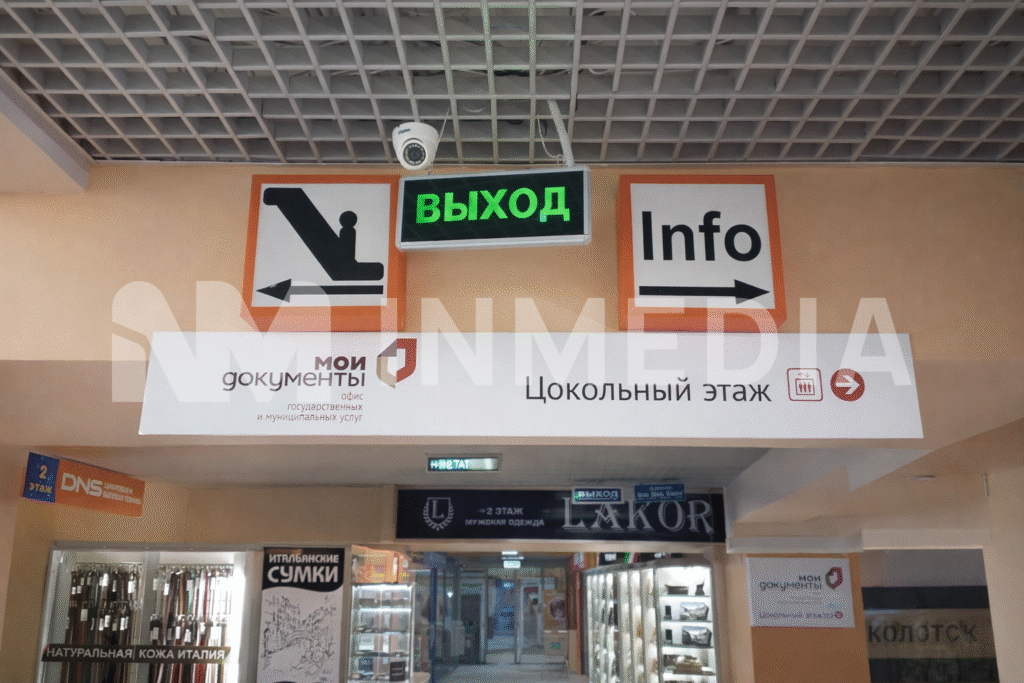 ВЫХОД
Info
INMEDIA
мои
документы
офис
государственных
и муниципальных услуг
Цокольный этаж
2
этаж
DNS
2 ЭТАЖ
МУЖСКАЯ ОДЕЖДА
LAKOR
ВЫХОД
ИТАЛЬЯНСКИЕ
СУМКИ
НАТУРАЛЬНАЯ КОЖА ИТАЛИЯ
мои
документы
Цокольный этаж
КОЛОТСК